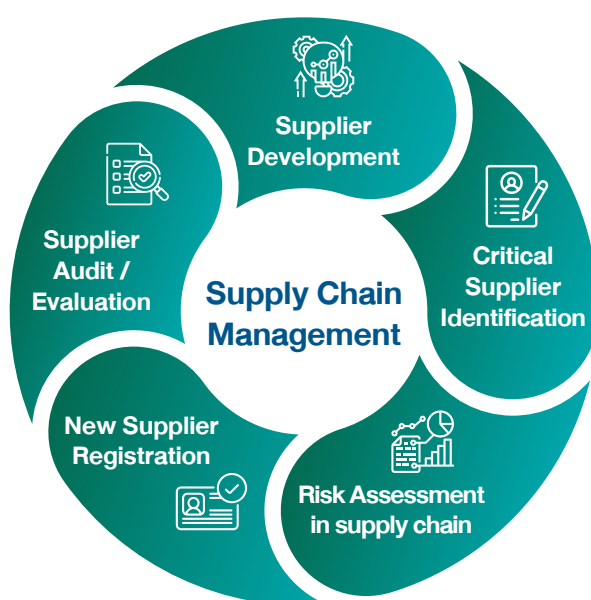 Supplier
Development
Critical
Supplier
Identification
Risk Assessment
in supply chain
New Supplier
Registration
Supplier
Audit /
Evaluation
Supply Chain
Management